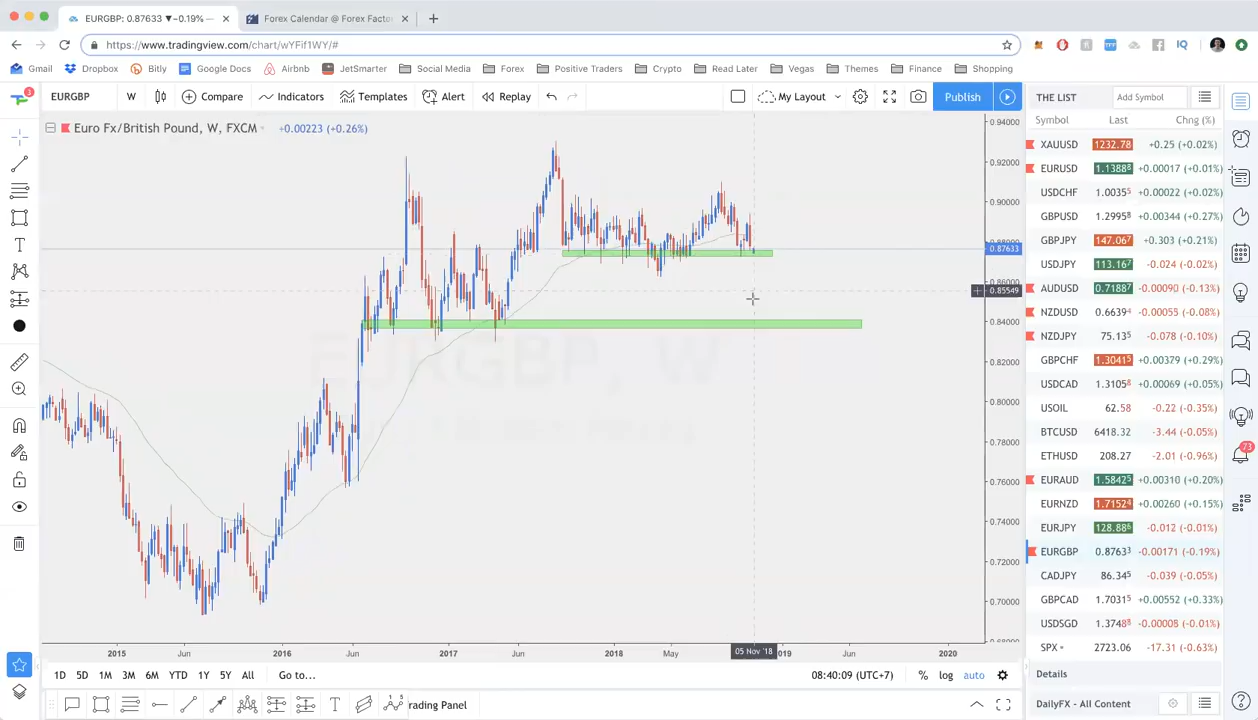 EURGBP: 0.87633 ▼−0.19% —
Forex Calendar @ Forex Facto
https://www.tradingview.com/chart/wYFif1WY/#
Gmail
Dropbox
Bitly
Google Docs
Airbnb
JetSmarter
Social Media
Forex
Positive Traders
Crypto
Read Later
Vegas
Themes
Finance
Shopping
3
EURGBP
W
Compare
Indicators
Templates
Alert
Replay
My Layout
Publish
THE LIST
Add Symbol
Symbol Last Chng (%)
Euro Fx/British Pound, W, FXCM
+0.00223 (+0.26%)
0.94000
0.92000
0.90000
0.88000
0.87633
0.86000
0.85549
0.84000
0.82000
0.80000
0.78000
0.76000
0.74000
0.72000
0.70000
EURGBP, W
XAUUSD 1232.78 +0.25 (+0.02%)
EURUSD 1.13888 +0.00017 (+0.01%)
USDCHF 1.00355 +0.00022 (+0.02%)
GBPUSD 1.29958 +0.00344 (+0.27%)
GBPJPY 147.067 +0.303 (+0.21%)
USDJPY 113.167 -0.024 (-0.02%)
AUDUSD 0.71887 -0.00090 (-0.13%)
NZDUSD 0.66394 -0.00055 (-0.08%)
NZDJPY 75.135 -0.078 (-0.10%)
GBPCHF 1.30415 +0.00379 (+0.29%)
USDCAD 1.31058 +0.00069 (+0.05%)
USOIL 62.58 -0.22 (-0.35%)
BTCUSD 6418.32 -3.44 (-0.05%)
ETHUSD 208.27 -2.01 (-0.96%)
EURAUD 1.58425 +0.00310 (+0.20%)
EURNZD 1.71524 +0.00260 (+0.15%)
EURJPY 128.886 -0.012 (-0.01%)
EURGBP 0.87633 -0.00171 (-0.19%)
CADJPY 86.345 -0.039 (-0.05%)
GBPCAD 1.70315 +0.00552 (+0.33%)
USDSGD 1.37488 -0.00008 (-0.01%)
SPX 2723.06 -17.31 (-0.63%)
73
2015 Jun 2016 Jun 2017 Jun 2018 May 05 Nov '18 2019 Jun 2020
1D 5D 1M 3M 6M YTD 1Y 5Y All Go to...
08:40:09 (UTC+7) % log auto
Details
rading Panel
DailyFX - All Content